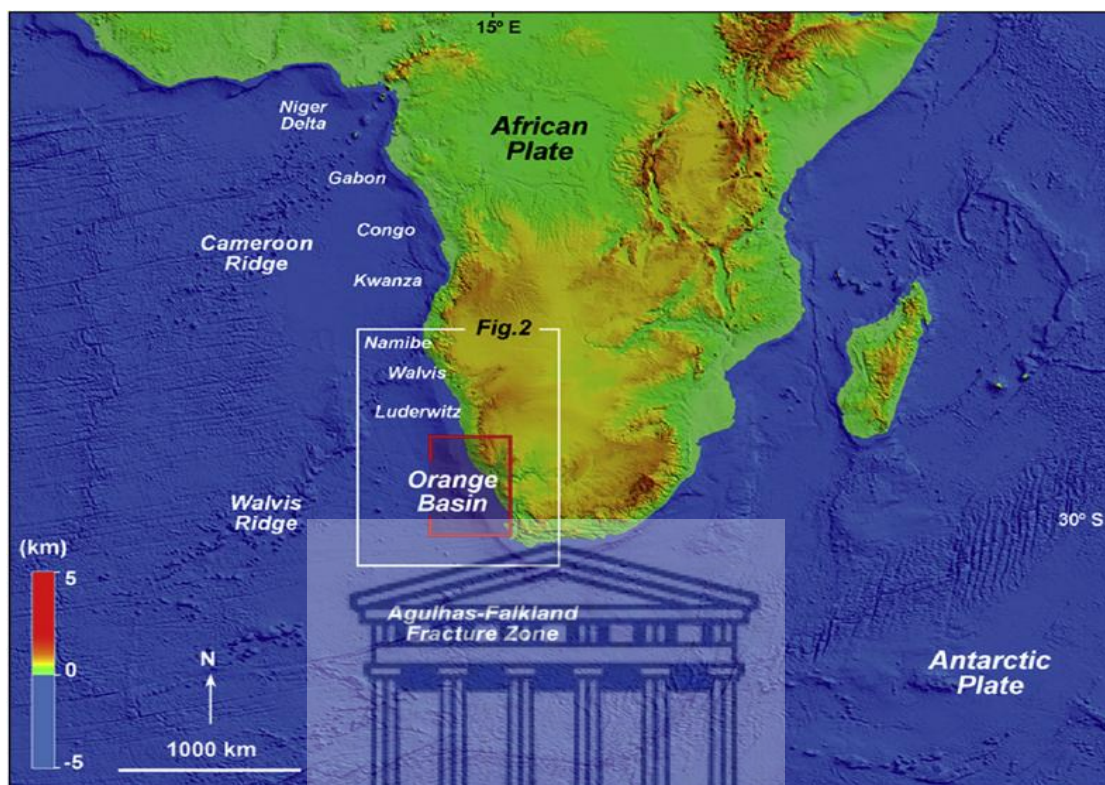 15º E
Niger
Delta
African
Plate
Gabon
Congo
Cameroon
Ridge
Kwanza
Fig.2
Namibe
Walvis
Luderwitz
Orange
Basin
Walvis
Ridge
30º S
(km)
5
0
-5
Agulhas-Falkland
Fracture Zone
N
1000 km
Antarctic
Plate